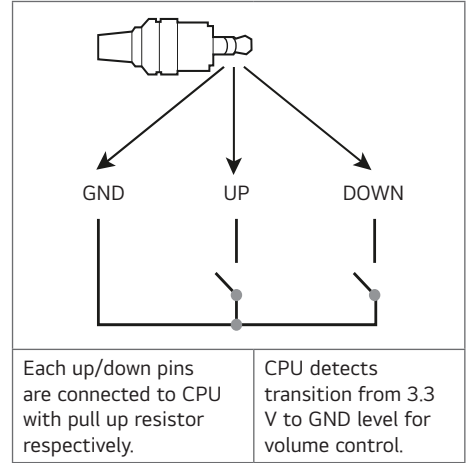 GND UP DOWN
Each up/down pins
are connected to CPU
with pull up resistor
respectively.
CPU detects
transition from 3.3
V to GND level for
volume control.